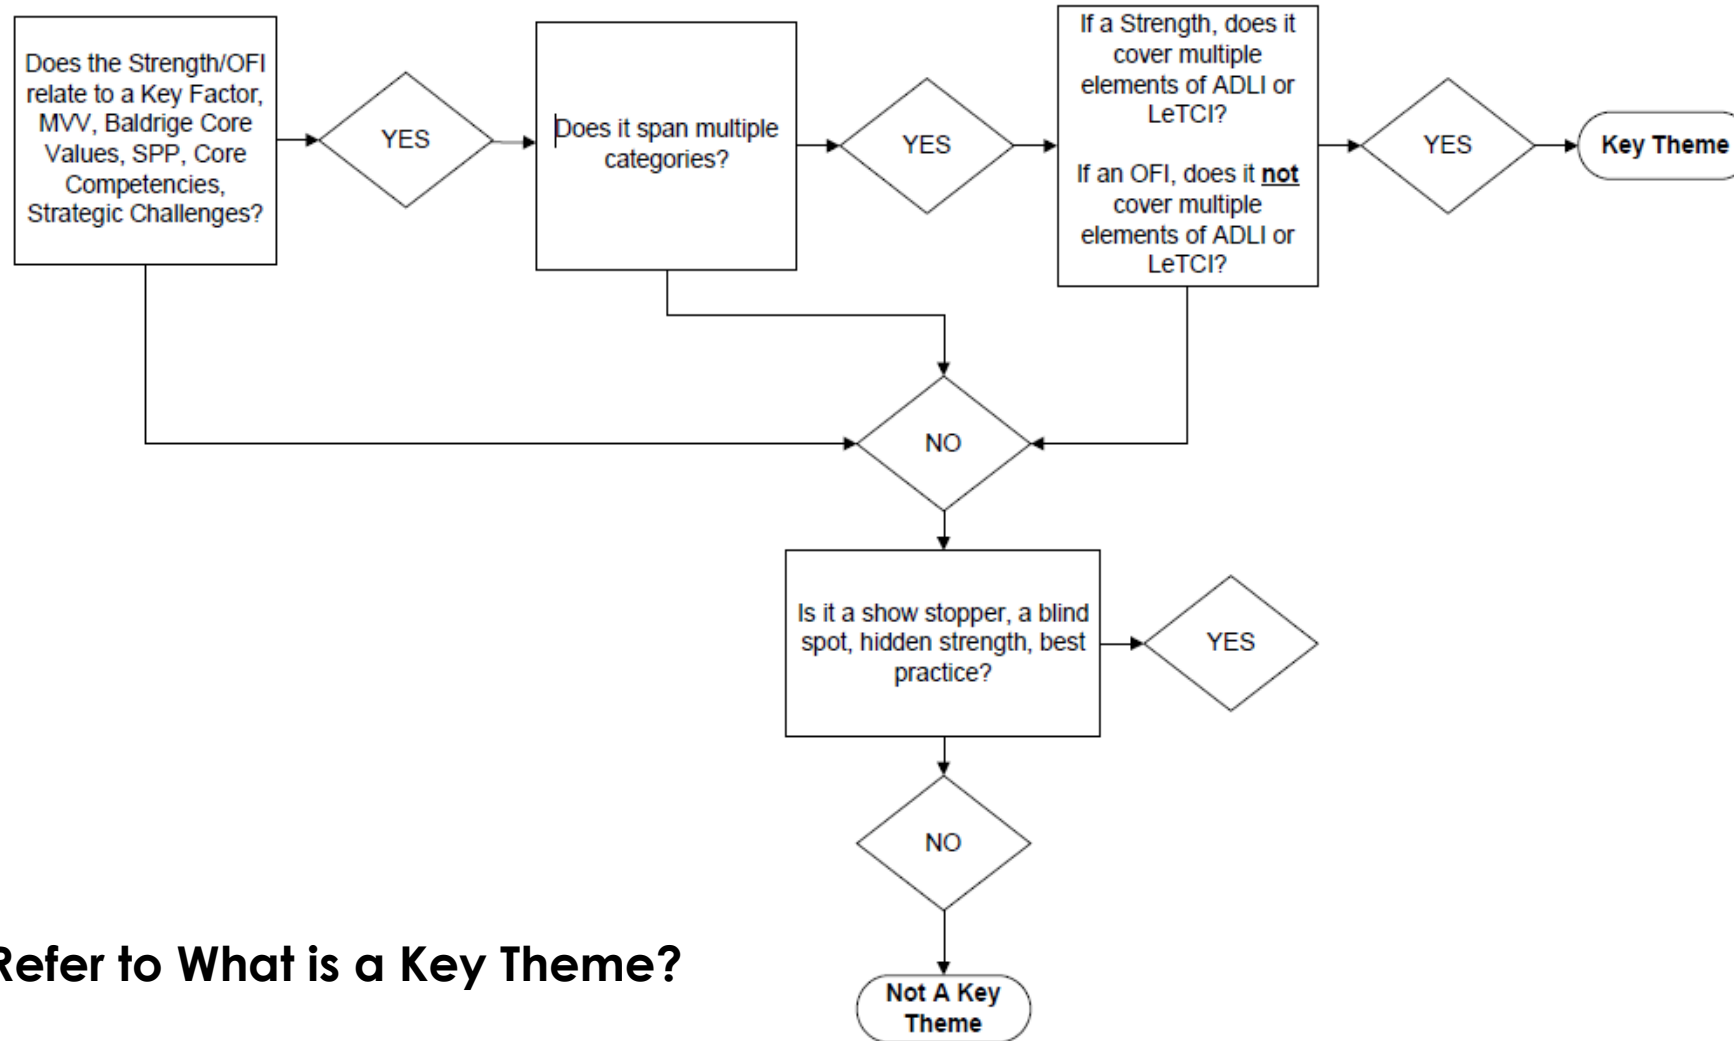 Does the Strength/OFI
relate to a Key Factor,
MVV, Baldrige Core
Values, SPP, Core
Competencies,
Strategic Challenges?
YES
Does it span multiple
categories?
YES
If a Strength, does it
cover multiple
elements of ADLI or
LeTCI?
If an OFI, does it not
cover multiple
elements of ADLI or
LeTCI?
YES
Key Theme
NO
Is it a show stopper, a blind
spot, hidden strength, best
practice?
YES
NO
Not A Key
Theme
Refer to What is a Key Theme?